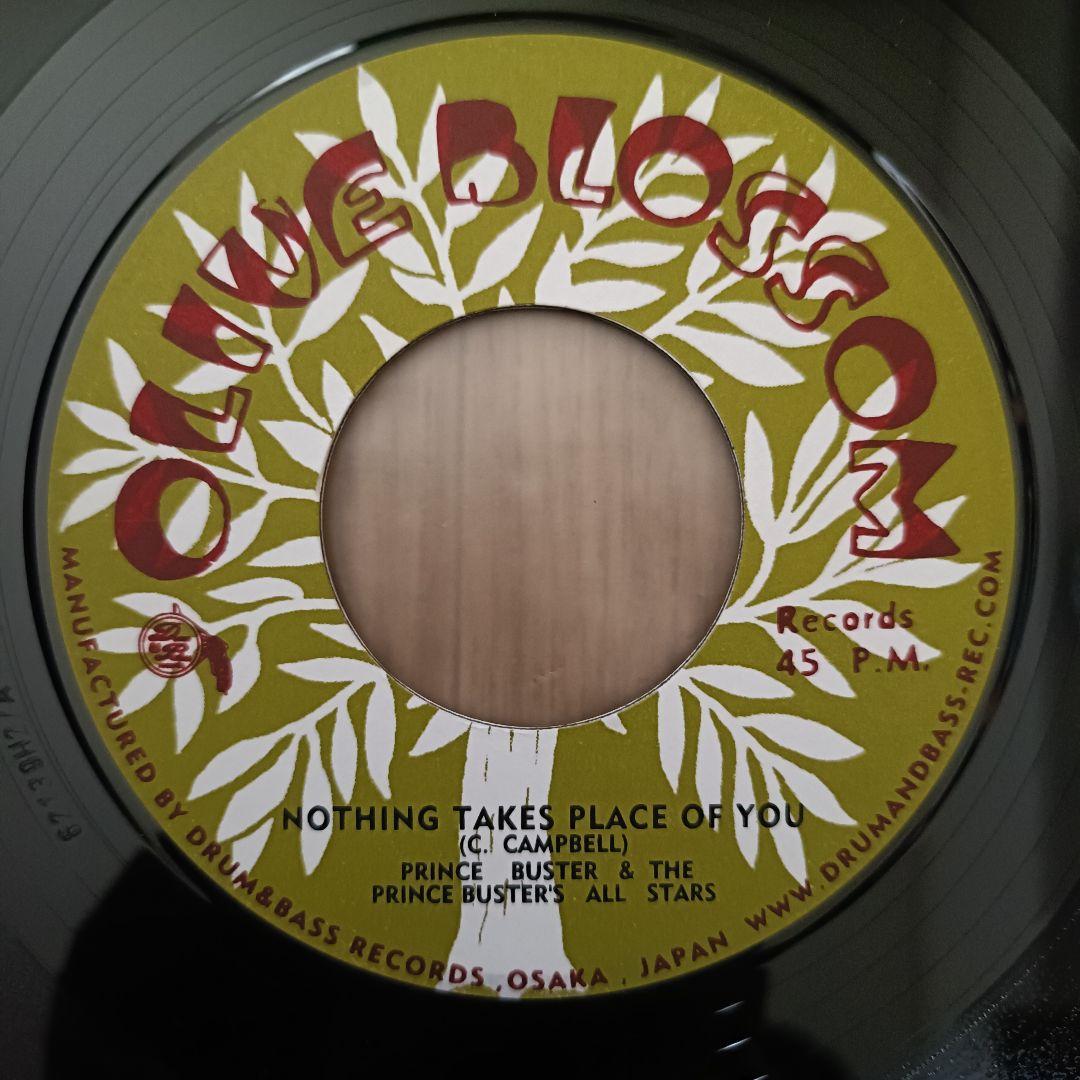 OLIVE BLOSSOM
Records
45 P.M.
NOTHING TAKES PLACE OF YOU
(C. CAMPBELL)
PRINCE BUSTER & THE
PRINCE BUSTER'S ALL STARS
MANUFACTURED BY DRUM&BASS RECORDS, OSAKA, JAPAN WWW.DRUMANDBASS-REC.COM